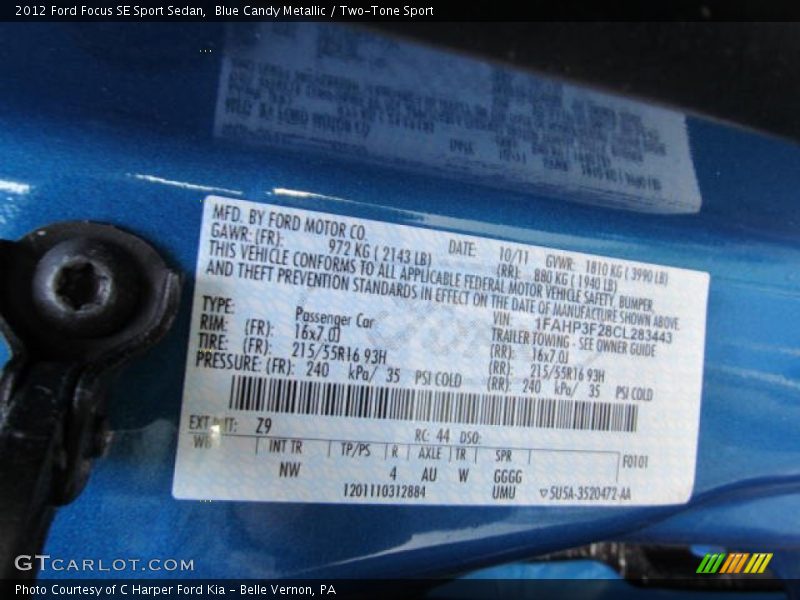 2012 Ford Focus SE Sport Sedan, Blue Candy Metallic / Two-Tone Sport
MFD. BY FORD MOTOR CO.
DATE: 10/11 GVWR: 1810 KG ( 3990 LB)
GAWR: (FR): 972 KG ( 2143 LB) (RR): 880 KG ( 1940 LB)
THIS VEHICLE CONFORMS TO ALL APPLICABLE FEDERAL MOTOR VEHICLE SAFETY, BUMPER,
AND THEFT PREVENTION STANDARDS IN EFFECT ON THE DATE OF MANUFACTURE SHOWN ABOVE.
VIN: 1FAHP3F28CL283443
TYPE: Passenger Car TRAILER TOWING - SEE OWNER GUIDE
RIM: (FR): 16x7.0J (RR): 16x7.0J
TIRE: (FR): 215/55R16 93H (RR): 215/55R16 93H
PRESSURE: (FR): 240 kPa/ 35 PSI COLD (RR): 240 kPa/ 35 PSI COLD
EXT PNT: Z9 RC: 44 DSO:
WB INT TR TP/PS R AXLE TR SPR F0101
NW 4 AU W GGGG
1201110312884 UMU ▽ 5U5A-3520472-AA
GTCARLOT.COM
Photo Courtesy of C Harper Ford Kia - Belle Vernon, PA